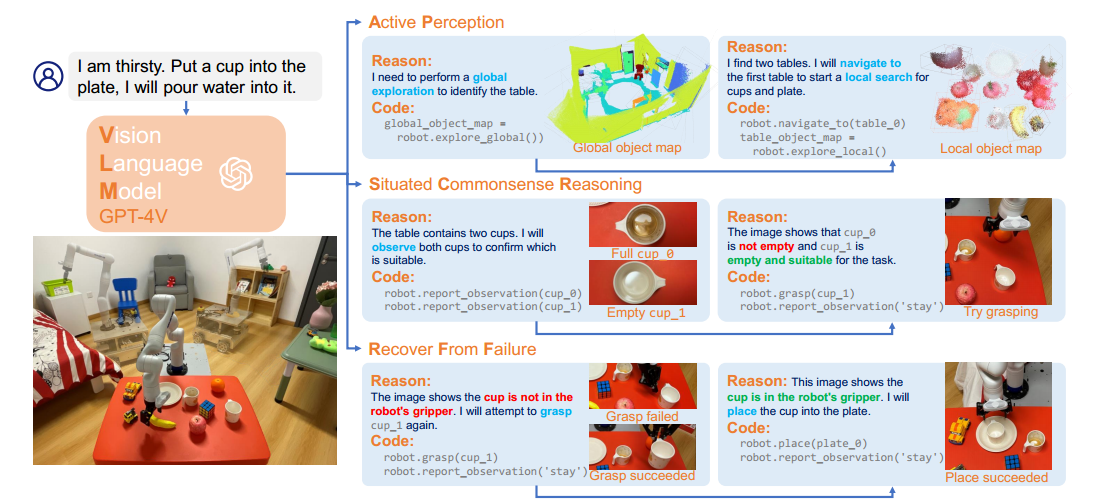 I am thirsty. Put a cup into the
plate, I will pour water into it.
Vision
Language
Model
GPT-4V
Active Perception
Reason:
I need to perform a global
exploration to identify the table.
Code:
global_object_map =
robot.explore_global())
Global object map
Reason:
I find two tables. I will navigate to
the first table to start a local search for
cups and plate.
Code:
robot.navigate_to(table_0)
table_object_map =
robot.explore_local()
Local object map
Situated Commonsense Reasoning
Reason:
The table contains two cups. I will
observe both cups to confirm which
is suitable.
Code:
robot.report_observation(cup_0)
robot.report_observation(cup_1)
Full cup_0
Empty cup_1
Reason:
The image shows that cup_0
is not empty and cup_1 is
empty and suitable for the task.
Code:
robot.grasp(cup_1)
robot.report_observation('stay')
Try grasping
Recover From Failure
Reason:
The image shows the cup is not in the
robot's gripper. I will attempt to grasp
cup_1 again.
Code:
robot.grasp(cup_1)
robot.report_observation('stay')
Grasp failed
Grasp succeeded
Reason: This image shows the
cup is in the robot's gripper. I will
place the cup into the plate.
Code:
robot.place(plate_0)
robot.report_observation('stay')
Place succeeded